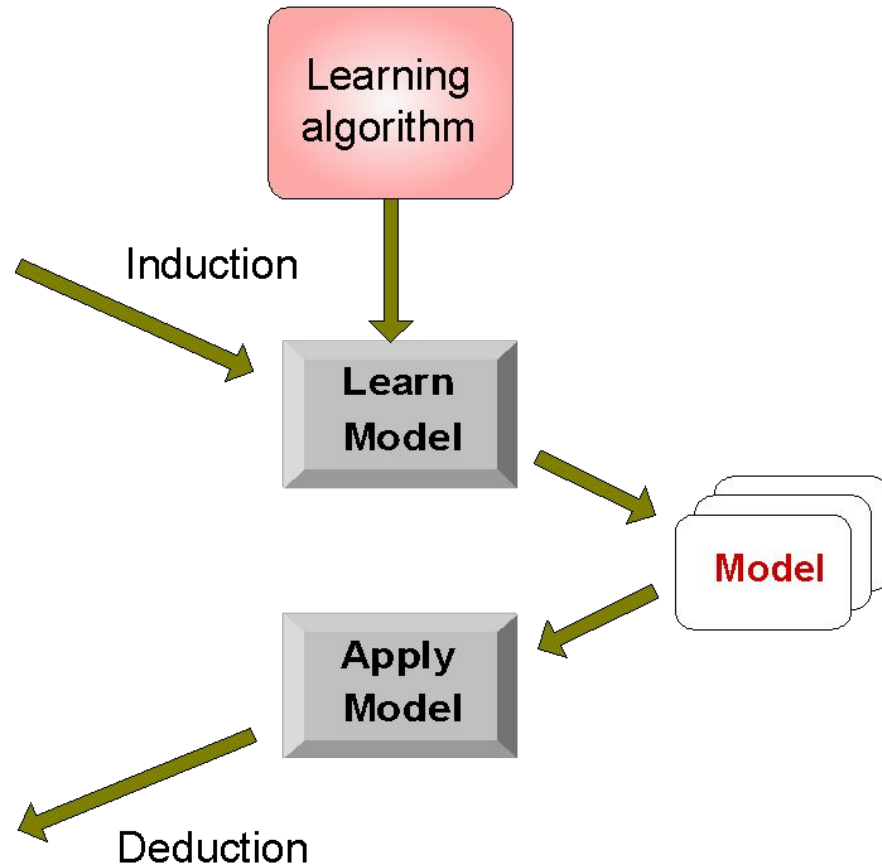 Learning
algorithm
Induction
Learn
Model
Model
Apply
Model
Deduction